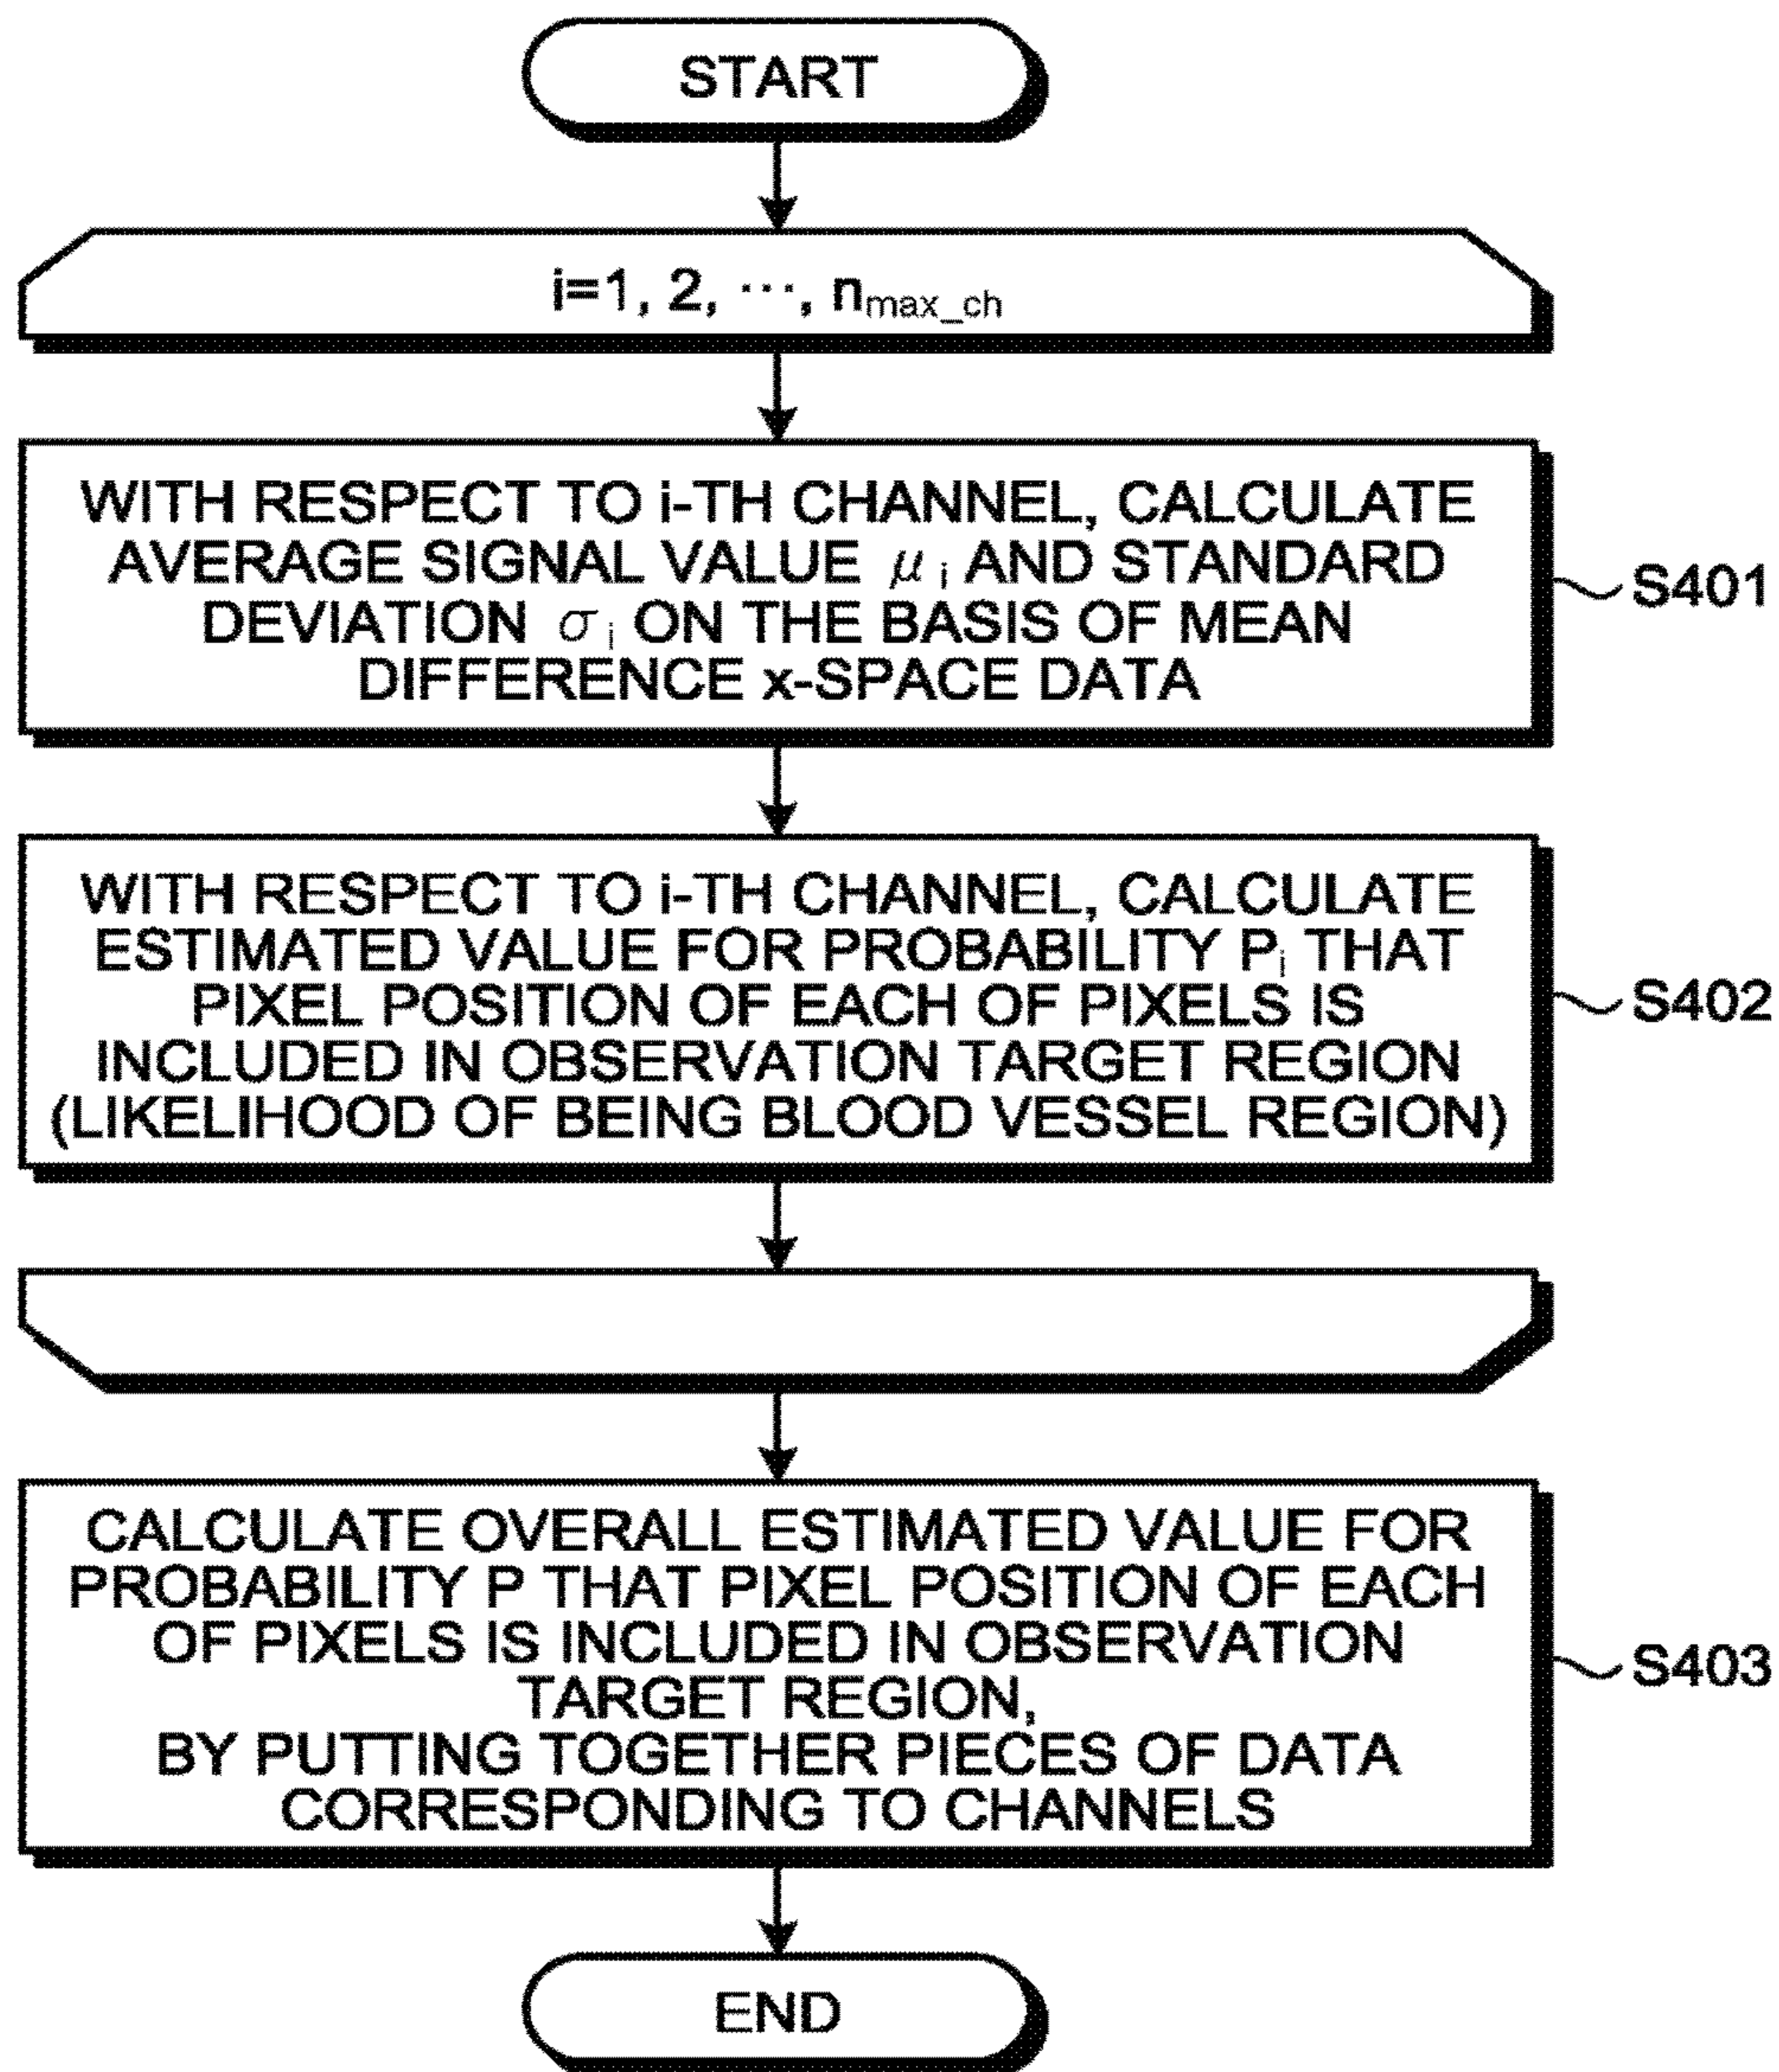 START
i=1, 2, ⋯, nmax_ch
WITH RESPECT TO i-TH CHANNEL, CALCULATE
AVERAGE SIGNAL VALUE μi AND STANDARD
DEVIATION σi ON THE BASIS OF MEAN
DIFFERENCE x-SPACE DATA
S401
WITH RESPECT TO i-TH CHANNEL, CALCULATE
ESTIMATED VALUE FOR PROBABILITY Pi THAT
PIXEL POSITION OF EACH OF PIXELS IS
INCLUDED IN OBSERVATION TARGET REGION
(LIKELIHOOD OF BEING BLOOD VESSEL REGION)
S402
CALCULATE OVERALL ESTIMATED VALUE FOR
PROBABILITY P THAT PIXEL POSITION OF EACH
OF PIXELS IS INCLUDED IN OBSERVATION
TARGET REGION,
BY PUTTING TOGETHER PIECES OF DATA
CORRESPONDING TO CHANNELS
S403
END